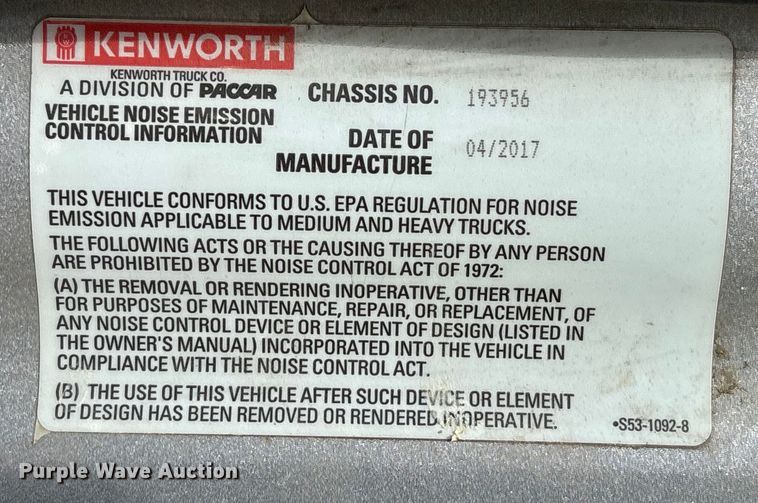 KENWORTH
KENWORTH TRUCK CO.
A DIVISION OF PACCAR
VEHICLE NOISE EMISSION
CONTROL INFORMATION
CHASSIS NO. 193956
DATE OF
MANUFACTURE 04/2017
THIS VEHICLE CONFORMS TO U.S. EPA REGULATION FOR NOISE
EMISSION APPLICABLE TO MEDIUM AND HEAVY TRUCKS.
THE FOLLOWING ACTS OR THE CAUSING THEREOF BY ANY PERSON
ARE PROHIBITED BY THE NOISE CONTROL ACT OF 1972:
(A) THE REMOVAL OR RENDERING INOPERATIVE, OTHER THAN
FOR PURPOSES OF MAINTENANCE, REPAIR, OR REPLACEMENT, OF
ANY NOISE CONTROL DEVICE OR ELEMENT OF DESIGN (LISTED IN
THE OWNER'S MANUAL) INCORPORATED INTO THE VEHICLE IN
COMPLIANCE WITH THE NOISE CONTROL ACT.
(B) THE USE OF THIS VEHICLE AFTER SUCH DEVICE OR ELEMENT
OF DESIGN HAS BEEN REMOVED OR RENDERED INOPERATIVE.
•S53-1092-8
Purple Wave Auction